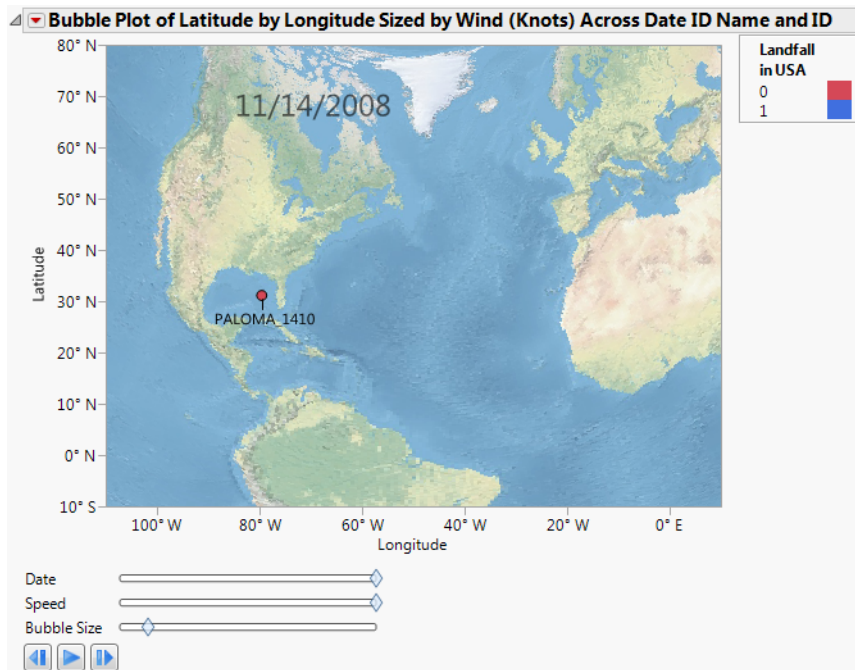 Bubble Plot of Latitude by Longitude Sized by Wind (Knots) Across Date ID Name and ID
80° N
70° N
60° N
50° N
40° N
30° N
20° N
10° N
0° N
10° S
Latitude
11/14/2008
PALOMA_1410
100° W
80° W
60° W
40° W
20° W
0° E
Longitude
Landfall
in USA
0
1
Date
Speed
Bubble Size